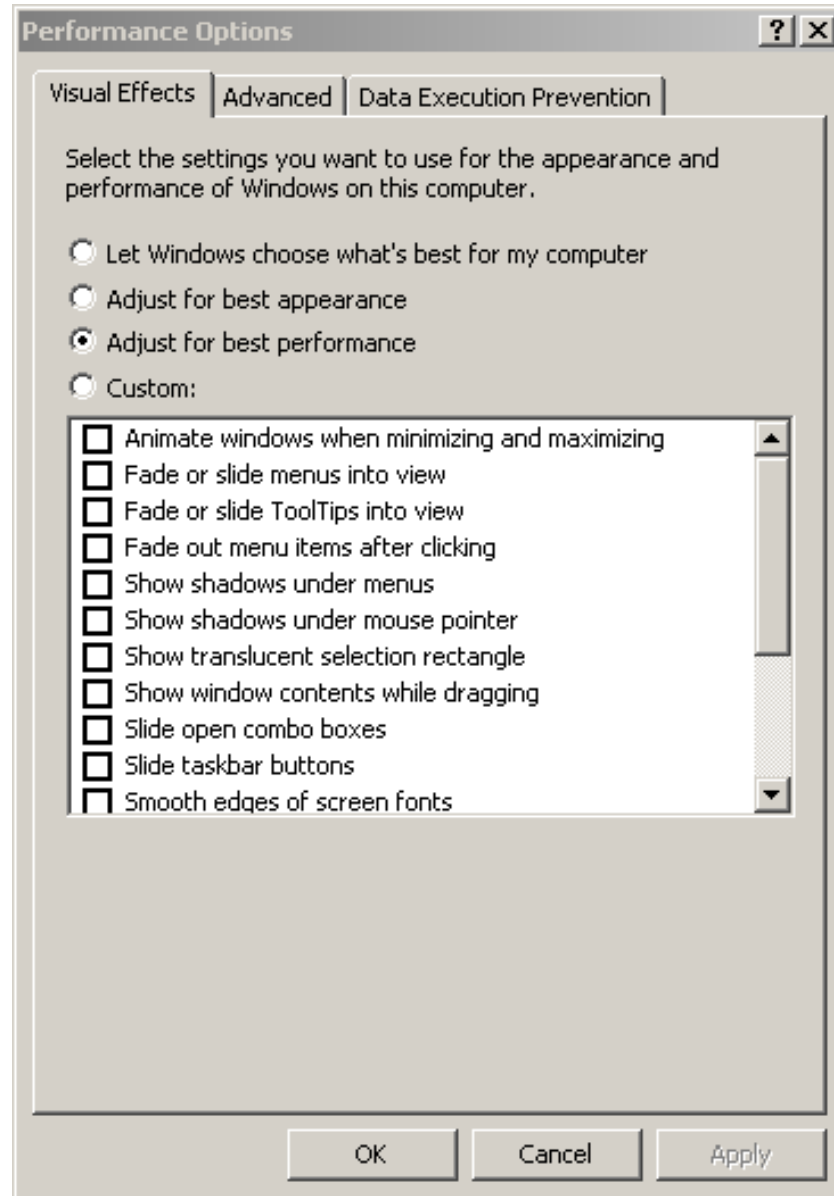 Performance Options
Visual Effects
Advanced
Data Execution Prevention
Select the settings you want to use for the appearance and
performance of Windows on this computer.
Let Windows choose what's best for my computer
Adjust for best appearance
Adjust for best performance
Custom:
Animate windows when minimizing and maximizing
Fade or slide menus into view
Fade or slide ToolTips into view
Fade out menu items after clicking
Show shadows under menus
Show shadows under mouse pointer
Show translucent selection rectangle
Show window contents while dragging
Slide open combo boxes
Slide taskbar buttons
Smooth edges of screen fonts
OK
Cancel
Apply